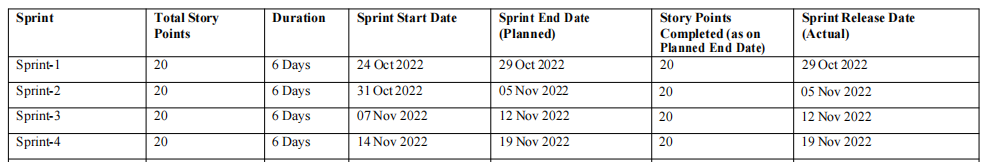 Sprint Total Story Points Duration Sprint Start Date Sprint End Date (Planned) Story Points Completed (as on Planned End Date) Sprint Release Date (Actual)
Sprint-1 20 6 Days 24 Oct 2022 29 Oct 2022 20 29 Oct 2022
Sprint-2 20 6 Days 31 Oct 2022 05 Nov 2022 20 05 Nov 2022
Sprint-3 20 6 Days 07 Nov 2022 12 Nov 2022 20 12 Nov 2022
Sprint-4 20 6 Days 14 Nov 2022 19 Nov 2022 20 19 Nov 2022